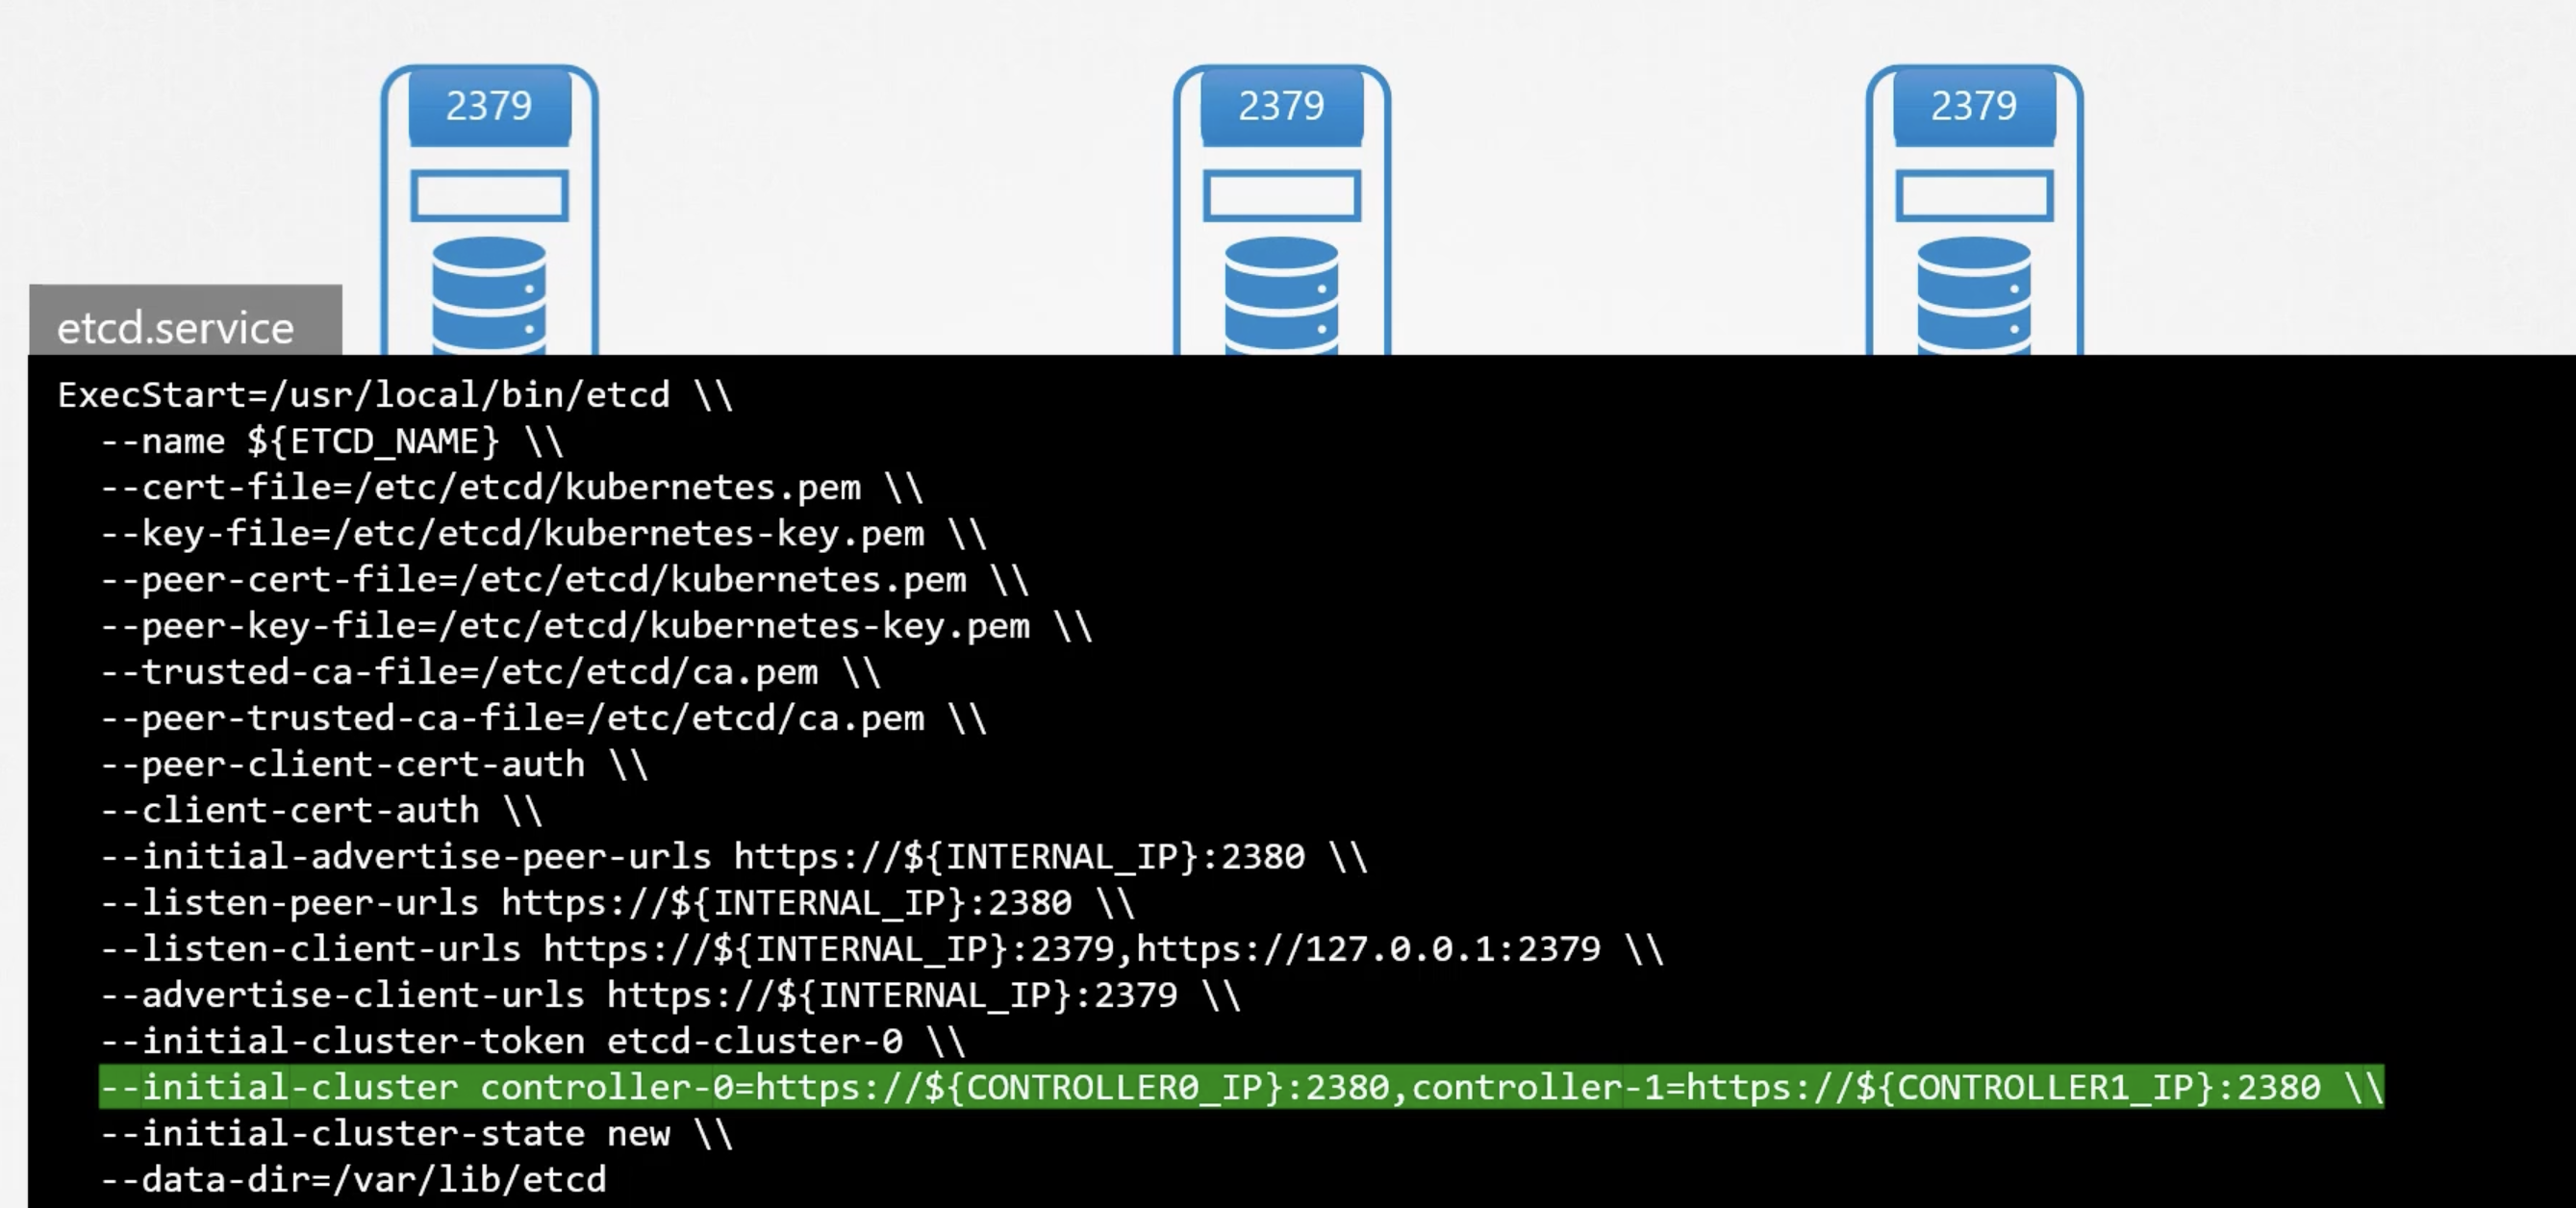 2379
2379
2379
etcd.service
ExecStart=/usr/local/bin/etcd \\
--name ${ETCD_NAME} \\
--cert-file=/etc/etcd/kubernetes.pem \\
--key-file=/etc/etcd/kubernetes-key.pem \\
--peer-cert-file=/etc/etcd/kubernetes.pem \\
--peer-key-file=/etc/etcd/kubernetes-key.pem \\
--trusted-ca-file=/etc/etcd/ca.pem \\
--peer-trusted-ca-file=/etc/etcd/ca.pem \\
--peer-client-cert-auth \\
--client-cert-auth \\
--initial-advertise-peer-urls https://${INTERNAL_IP}:2380 \\
--listen-peer-urls https://${INTERNAL_IP}:2380 \\
--listen-client-urls https://${INTERNAL_IP}:2379,https://127.0.0.1:2379 \\
--advertise-client-urls https://${INTERNAL_IP}:2379 \\
--initial-cluster-token etcd-cluster-0 \\
--initial-cluster controller-0=https://${CONTROLLER0_IP}:2380,controller-1=https://${CONTROLLER1_IP}:2380 \\
--initial-cluster-state new \\
--data-dir=/var/lib/etcd